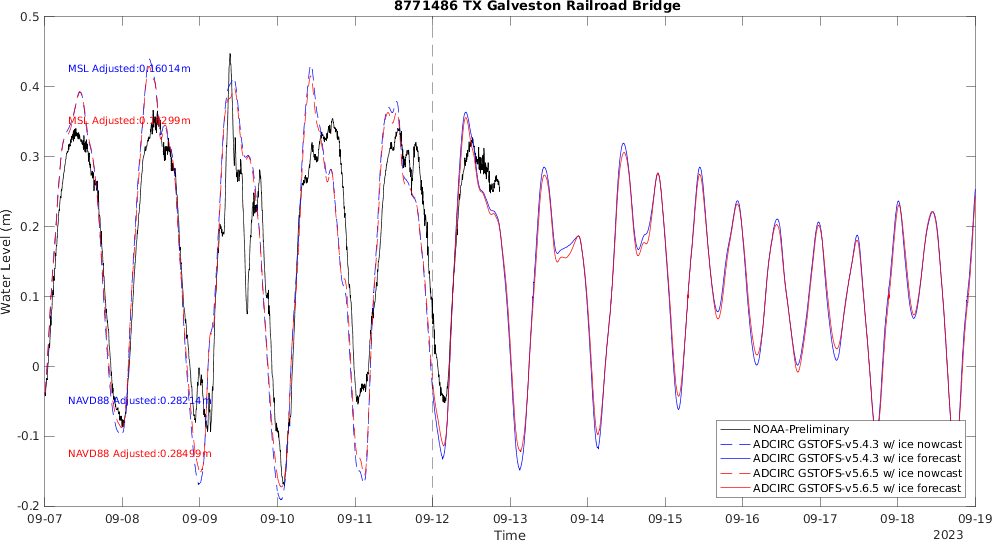 8771486 TX Galveston Railroad Bridge
0.5
0.4
0.3
0.2
0.1
0
-0.1
-0.2
Water Level (m)
MSL Adjusted:0.16014m
NAVD88 Adjusted:0.28214m
NAVD88 Adjusted:0.28499m
NOAA-Preliminary
ADCIRC GSTOFS-v5.4.3 w/ ice nowcast
ADCIRC GSTOFS-v5.4.3 w/ ice forecast
ADCIRC GSTOFS-v5.6.5 w/ ice nowcast
ADCIRC GSTOFS-v5.6.5 w/ ice forecast
09-07 09-08 09-09 09-10 09-11 09-12 09-13 09-14 09-15 09-16 09-17 09-18 09-19
Time
2023